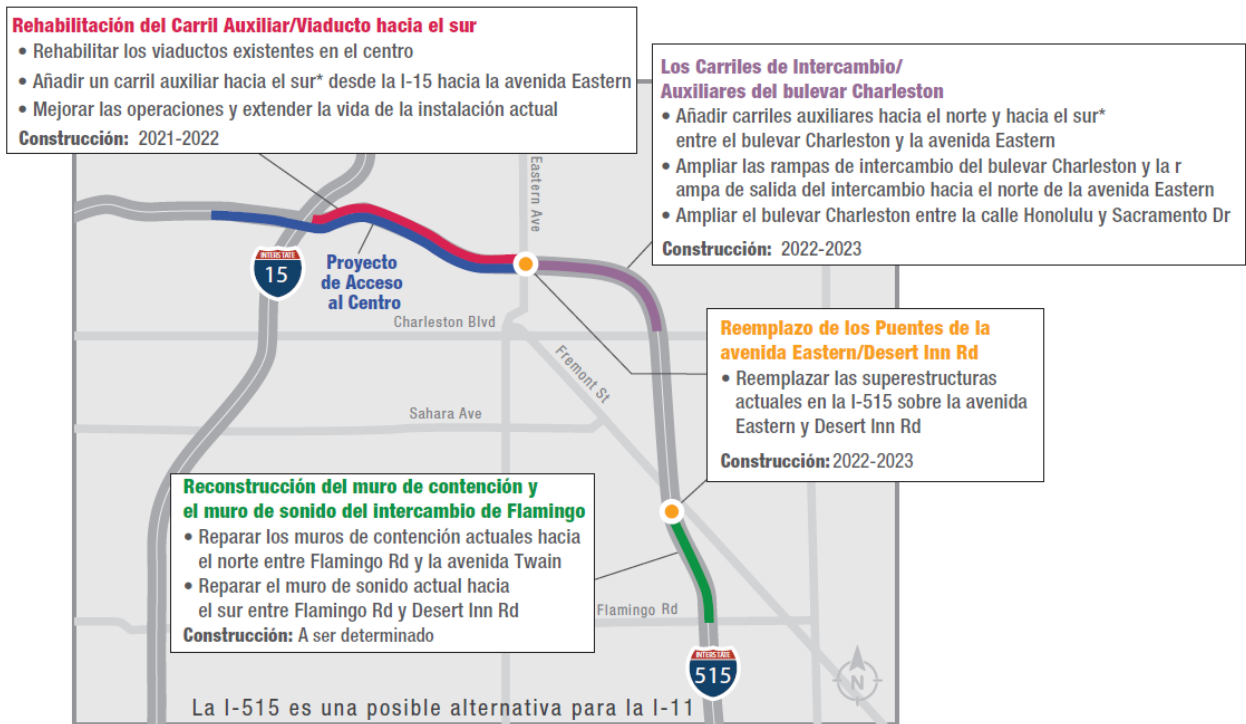 Rehabilitación del Carril Auxiliar/Viaducto hacia el sur
• Rehabilitar los viaductos existentes en el centro
• Añadir un carril auxiliar hacia el sur* desde la I-15 hacia la avenida Eastern
• Mejorar las operaciones y extender la vida de la instalación actual
Construcción: 2021-2022
Los Carriles de Intercambio/
Auxiliares del bulevar Charleston
• Añadir carriles auxiliares hacia el norte y hacia el sur*
entre el bulevar Charleston y la avenida Eastern
• Ampliar las rampas de intercambio del bulevar Charleston y la r
ampa de salida del intercambio hacia el norte de la avenida Eastern
• Ampliar el bulevar Charleston entre la calle Honolulu y Sacramento Dr
Construcción: 2022-2023
Eastern Ave
INTERSTATE
15
Proyecto
de Acceso
al Centro
Charleston Blvd
Fremont St
Sahara Ave
Reemplazo de los Puentes de la
avenida Eastern/Desert Inn Rd
• Reemplazar las superestructuras
actuales en la I-515 sobre la avenida
Eastern y Desert Inn Rd
Construcción: 2022-2023
Reconstrucción del muro de contención y
el muro de sonido del intercambio de Flamingo
• Reparar los muros de contención actuales hacia
el norte entre Flamingo Rd y la avenida Twain
• Reparar el muro de sonido actual hacia
el sur entre Flamingo Rd y Desert Inn Rd
Construcción: A ser determinado
Flamingo Rd
INTERSTATE
515
N
La I-515 es una posible alternativa para la I-11